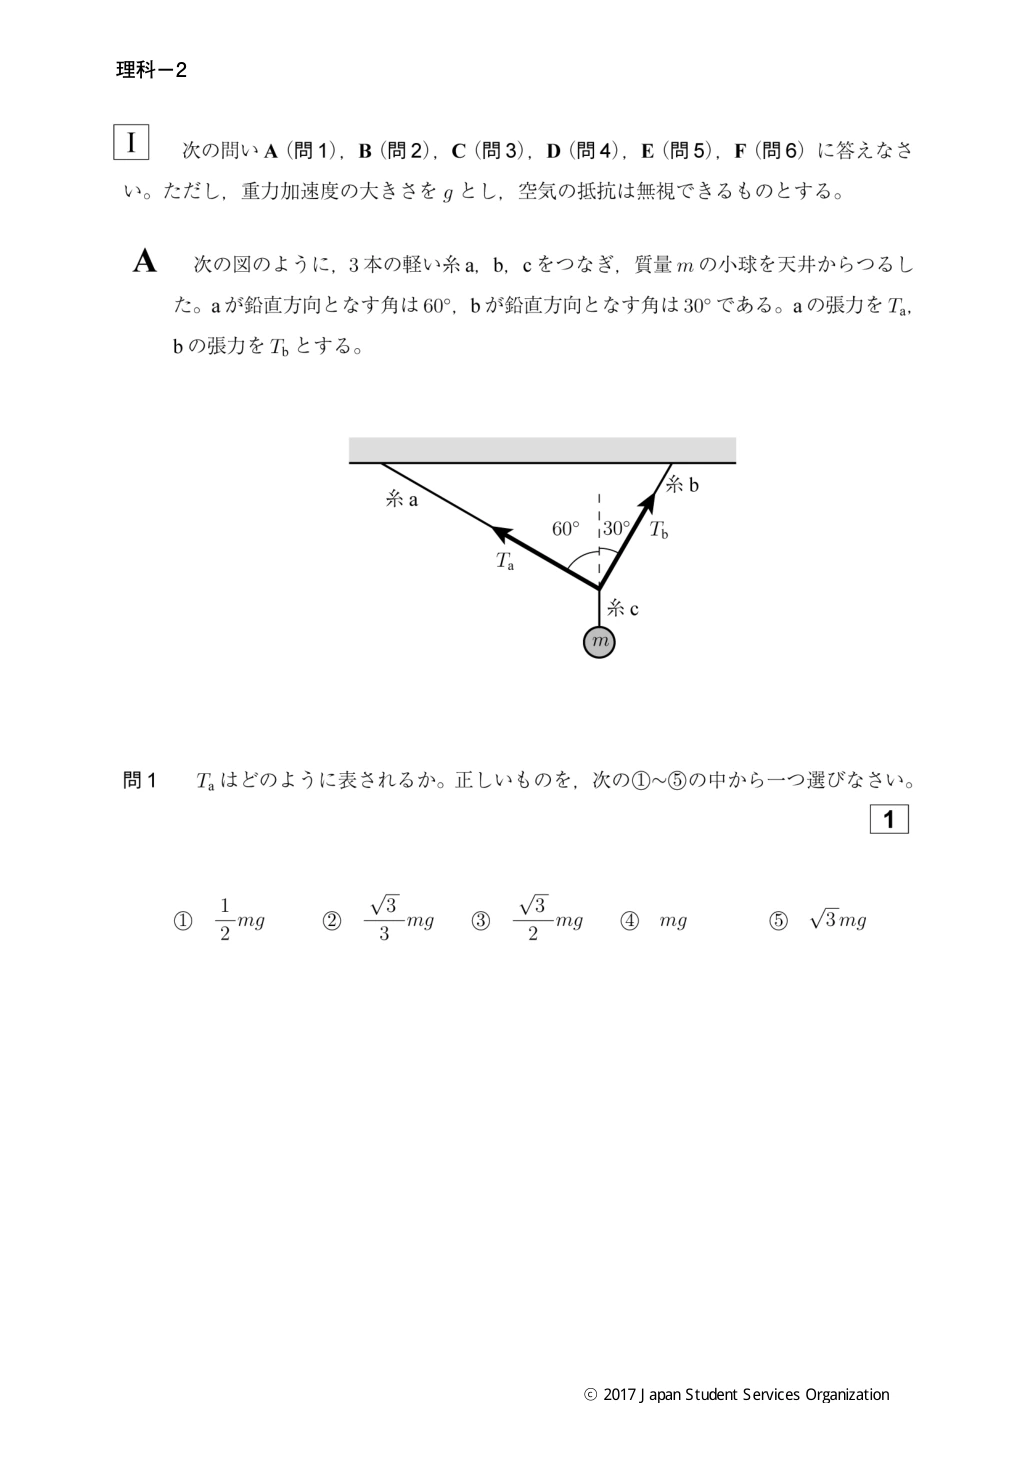 理科−2
I 次の問い A（問1），B（問2），C（問3），D（問4），E（問5），F（問6）に答えなさ
い。ただし，重力加速度の大きさを g とし，空気の抵抗は無視できるものとする。
A 次の図のように，3本の軽い糸 a，b，c をつなぎ，質量 m の小球を天井からつるし
た。a が鉛直方向となす角は 60°，b が鉛直方向となす角は 30° である。a の張力を Tₐ，
b の張力を T_b とする。
糸 a
糸 b
60°
30°
T_b
Tₐ
糸 c
m
問1 Tₐ はどのように表されるか。正しいものを，次の①～⑤の中から一つ選びなさい。
1
① 1/2 mg ② √3/3 mg ③ √3/2 mg ④ mg ⑤ √3 mg
© 2017 Japan Student Services Organization